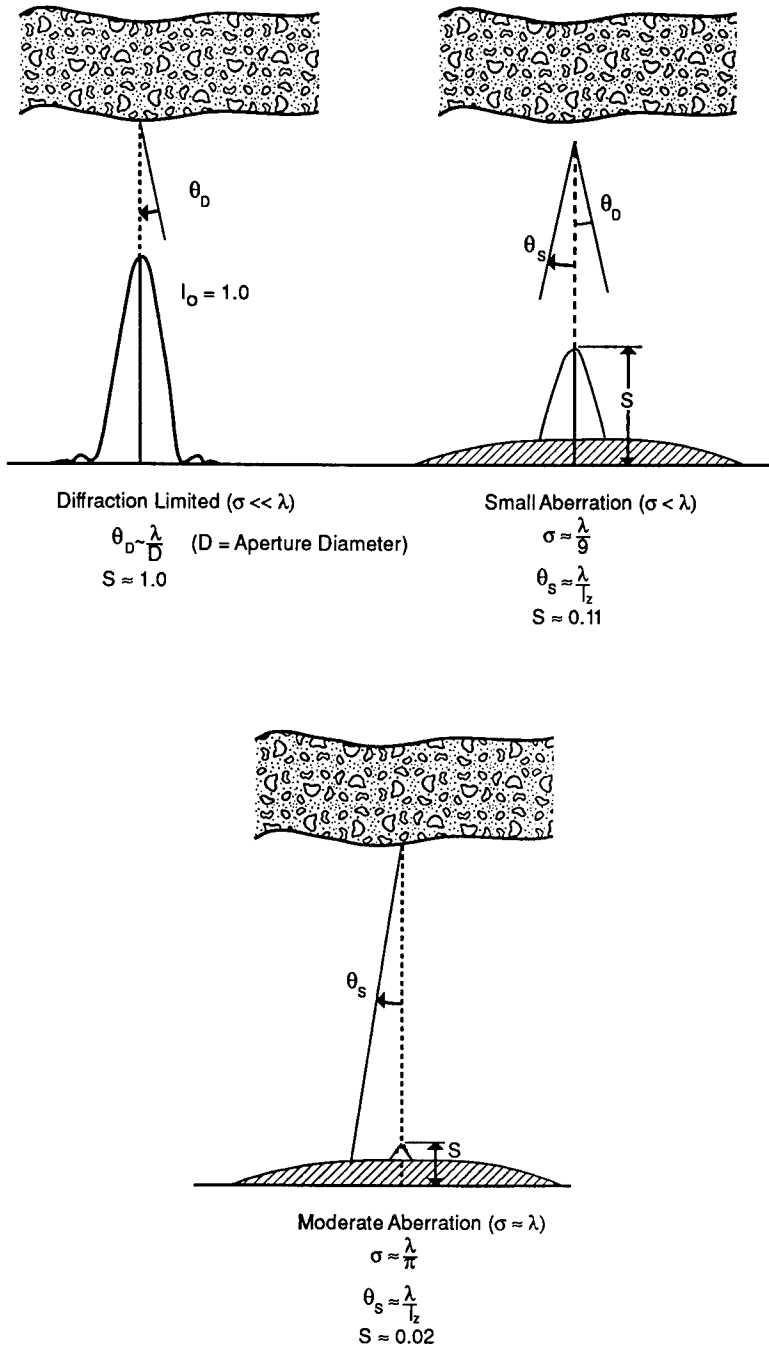 θ_D
I_O = 1.0
Diffraction Limited (σ << λ)
θ_D ~ λ/D (D = Aperture Diameter)
S ≈ 1.0
θ_D
θ_S
S
Small Aberration (σ < λ)
σ ≈ λ/9
θ_S ≈ λ/l_z
S ≈ 0.11
θ_S
S
Moderate Aberration (σ ≈ λ)
σ ≈ λ/π
θ_S ≈ λ/l_z
S ≈ 0.02